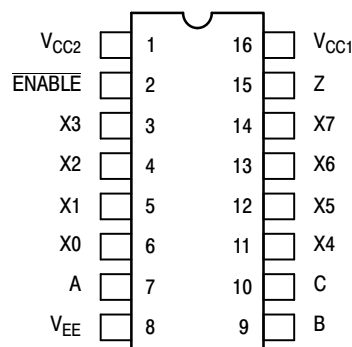 VCC2 1 16 VCC1
ENABLE 2 15 Z
X3 3 14 X7
X2 4 13 X6
X1 5 12 X5
X0 6 11 X4
A 7 10 C
VEE 8 9 B